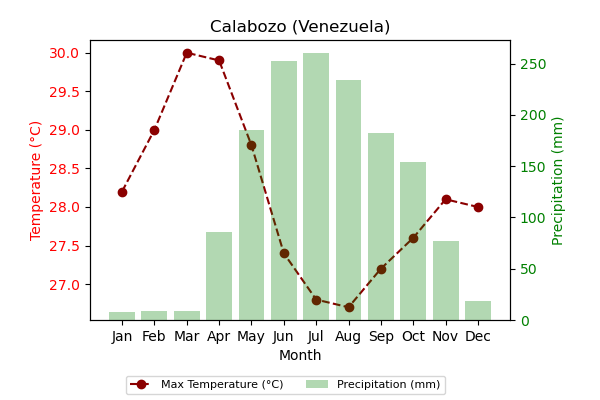 Calabozo (Venezuela)
30.0
29.5
29.0
28.5
28.0
27.5
27.0
Temperature (°C)
250
200
150
100
50
0
Precipitation (mm)
Jan Feb Mar Apr May Jun Jul Aug Sep Oct Nov Dec
Month
Max Temperature (°C) Precipitation (mm)